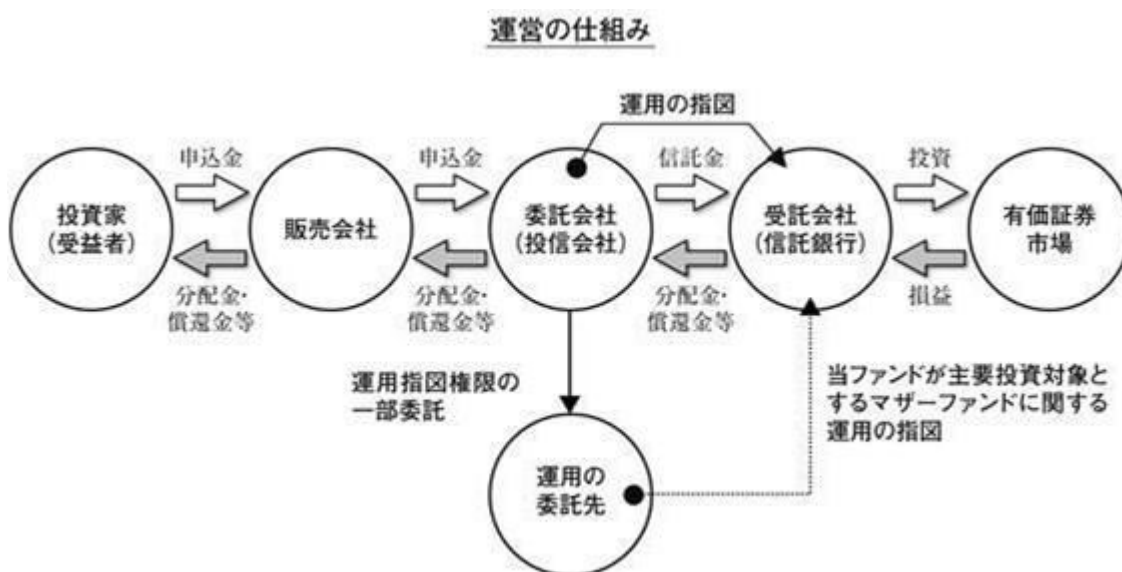 運営の仕組み
運用の指図
申込金
申込金
信託金
投資
投資家
(受益者)
販売会社
委託会社
(投信会社)
受託会社
(信託銀行)
有価証券
市場
分配金・
償還金等
分配金・
償還金等
分配金・
償還金等
損益
運用指図権限の
一部委託
当ファンドが主要投資対象と
するマザーファンドに関する
運用の指図
運用の
委託先